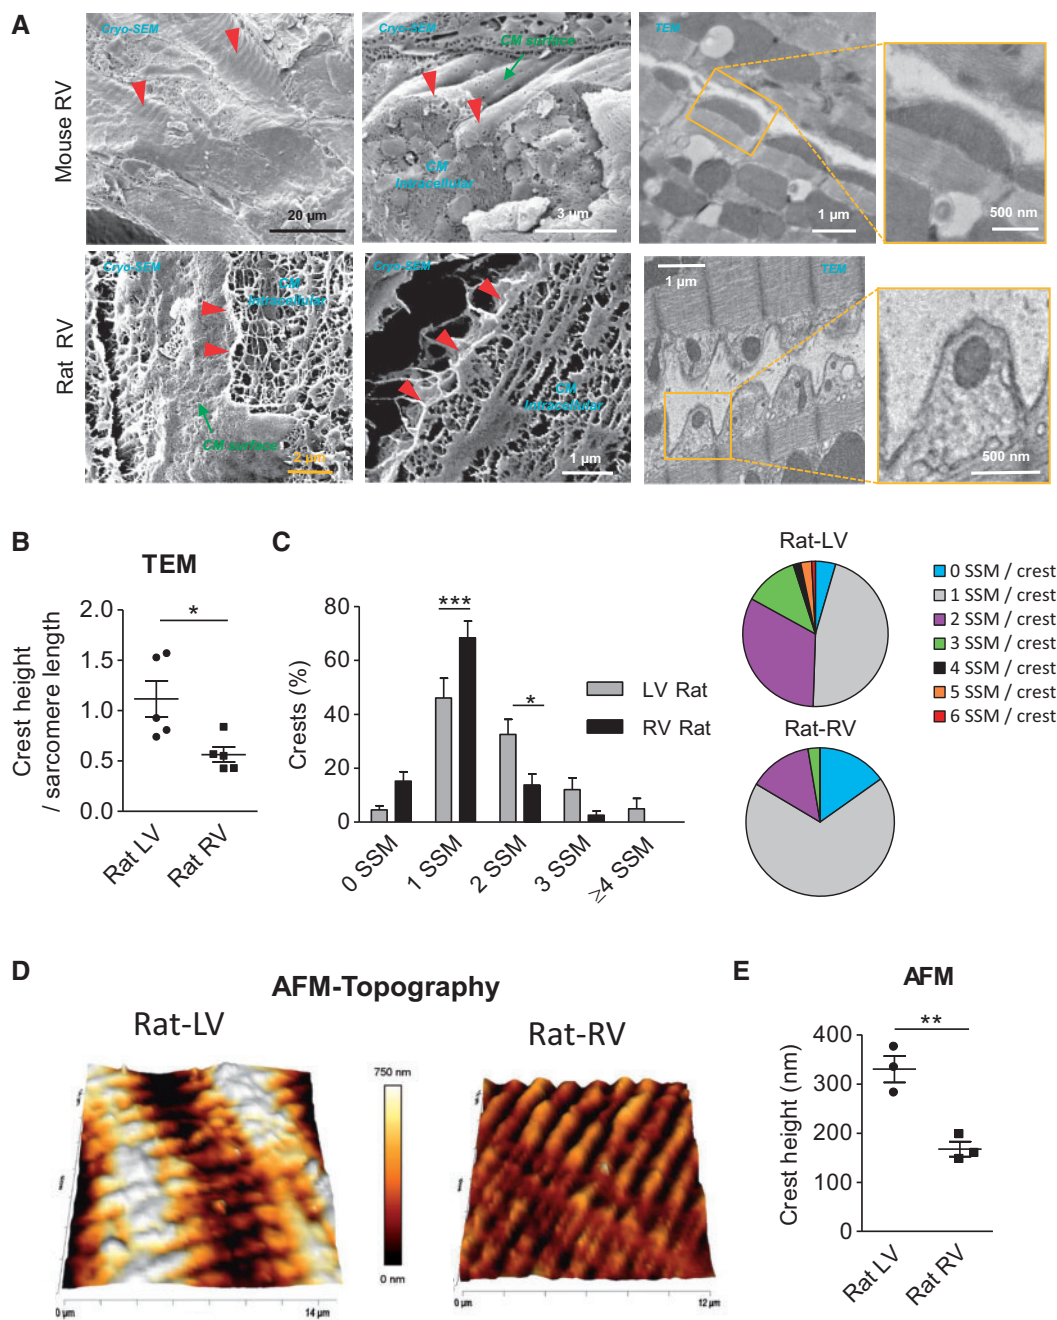 A
Mouse RV
Cryo-SEM
20 µm
Cryo-SEM
CM surface
CM
Intracellular
3 µm
TEM
1 µm
500 nm
Rat RV
Cryo-SEM
CM
Intracellular
CM surface
2 µm
Cryo-SEM
CM
Intracellular
1 µm
1 µm
TEM
500 nm
B
TEM
Crest height
/ sarcomere length
2.0
1.5
1.0
0.5
0.0
*
Rat LV
Rat RV
C
Crests (%)
80
60
40
20
0
***
*
LV Rat
RV Rat
0 SSM
1 SSM
2 SSM
3 SSM
≥4 SSM
Rat-LV
Rat-RV
0 SSM / crest
1 SSM / crest
2 SSM / crest
3 SSM / crest
4 SSM / crest
5 SSM / crest
6 SSM / crest
D
AFM-Topography
Rat-LV
Rat-RV
750 nm
0 nm
0 µm
14 µm
0 µm
12 µm
E
AFM
Crest height (nm)
400
300
200
100
0
**
Rat LV
Rat RV